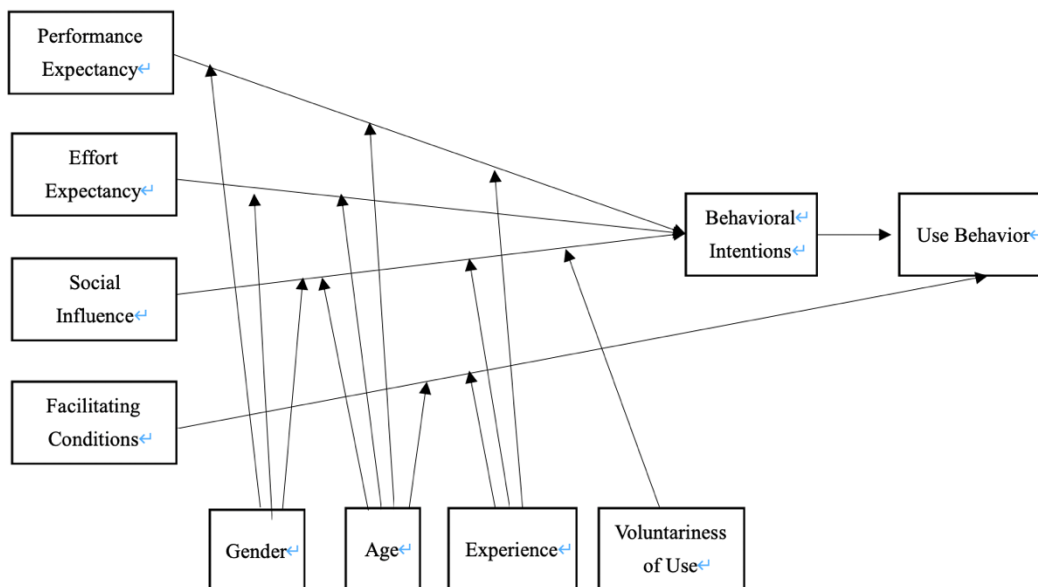 Performance
Expectancy↵
Effort
Expectancy↵
Social
Influence↵
Facilitating
Conditions↵
Behavioral↵
Intentions↵
Use Behavior↵
Gender↵
Age↵
Experience↵
Voluntariness
of Use↵